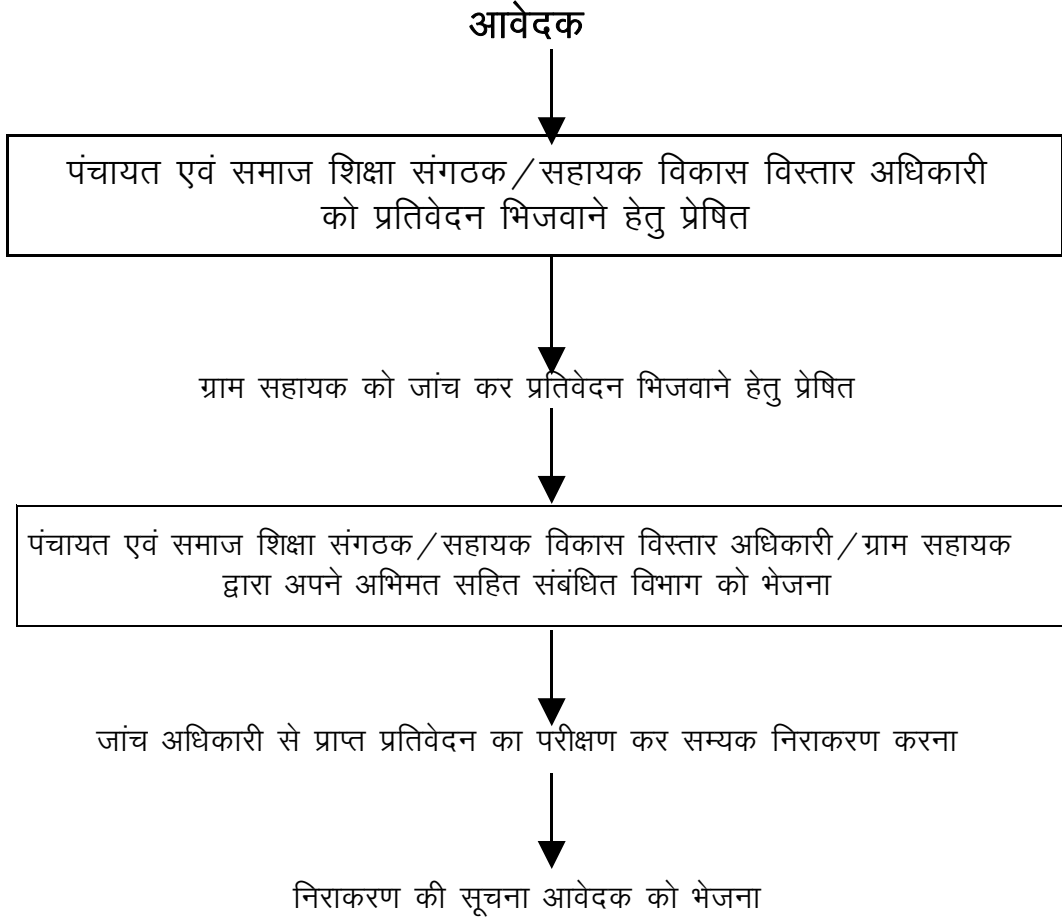 आवेदक
पंचायत एवं समाज शिक्षा संगठक/सहायक विकास विस्तार अधिकारी
को प्रतिवेदन भिजवाने हेतु प्रेषित
ग्राम सहायक को जांच कर प्रतिवेदन भिजवाने हेतु प्रेषित
पंचायत एवं समाज शिक्षा संगठक/सहायक विकास विस्तार अधिकारी/ग्राम सहायक
द्वारा अपने अभिमत सहित संबंधित विभाग को भेजना
जांच अधिकारी से प्राप्त प्रतिवेदन का परीक्षण कर सम्यक निराकरण करना
निराकरण की सूचना आवेदक को भेजना